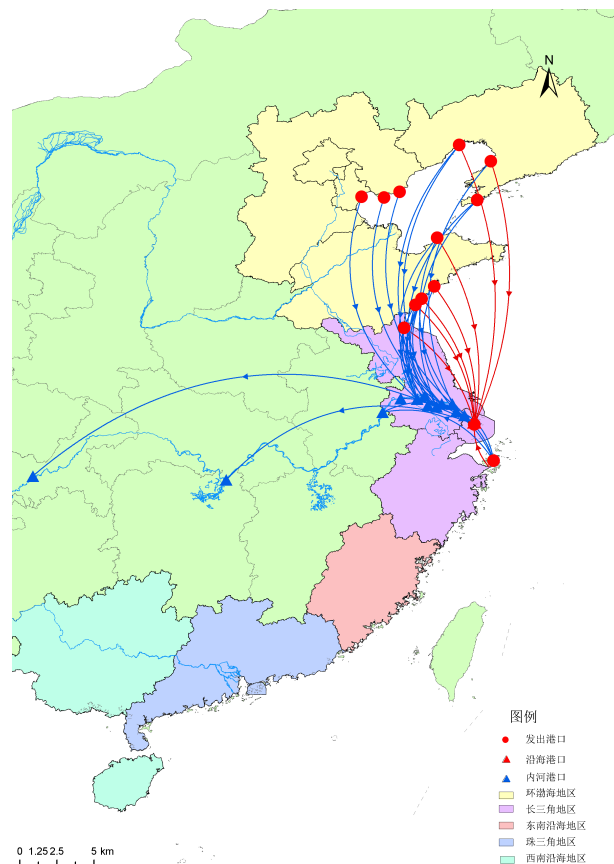 N
图例
发出港口
沿海港口
内河港口
环渤海地区
长三角地区
东南沿海地区
珠三角地区
西南沿海地区
0 1.25 2.5 5 km